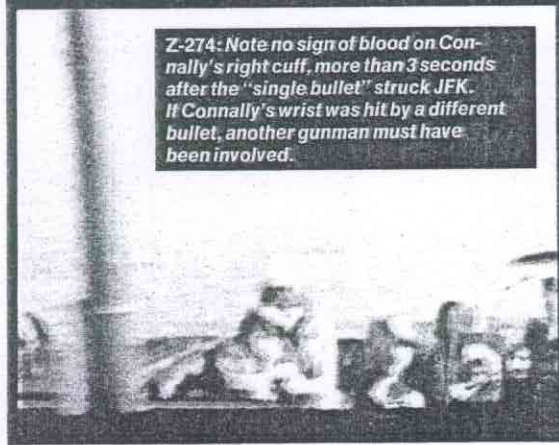 Z-274: Note no sign of blood on Con-
nally's right cuff, more than 3 seconds
after the "single bullet" struck JFK.
If Connally's wrist was hit by a different
bullet, another gunman must have
been involved.